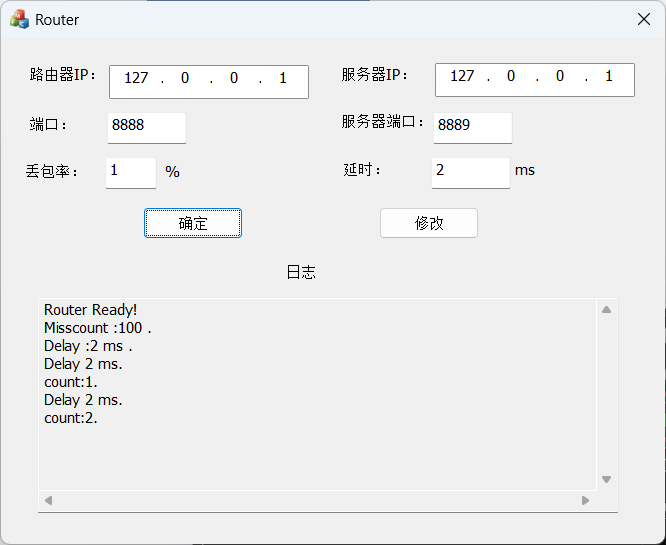 Router
路由器IP： 127 . 0 . 0 . 1 服务器IP： 127 . 0 . 0 . 1
端口： 8888 服务器端口： 8889
丢包率： 1 % 延时： 2 ms
确定 修改
日志
Router Ready!
Misscount :100 .
Delay :2 ms .
Delay 2 ms.
count:1.
Delay 2 ms.
count:2.